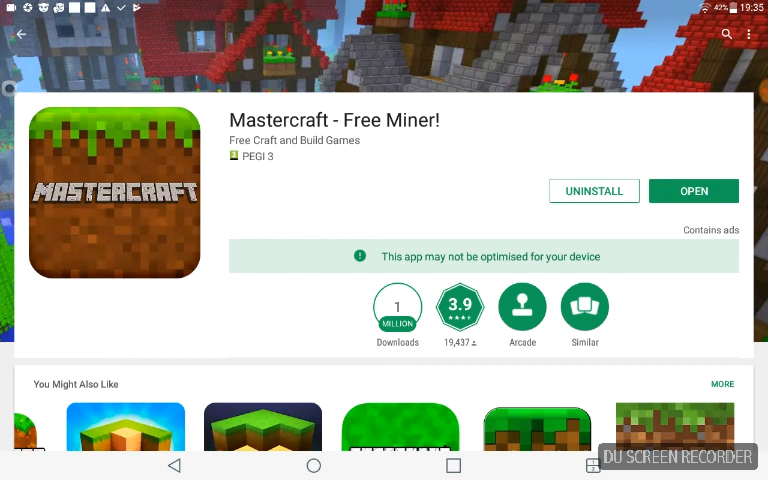 42% 19:35
Mastercraft - Free Miner!
Free Craft and Build Games
3 PEGI 3
MASTERCRAFT
UNINSTALL OPEN
Contains ads
This app may not be optimised for your device
1
MILLION
3.9
Downloads 19,437 Arcade Similar
You Might Also Like MORE
DU SCREEN RECORDER